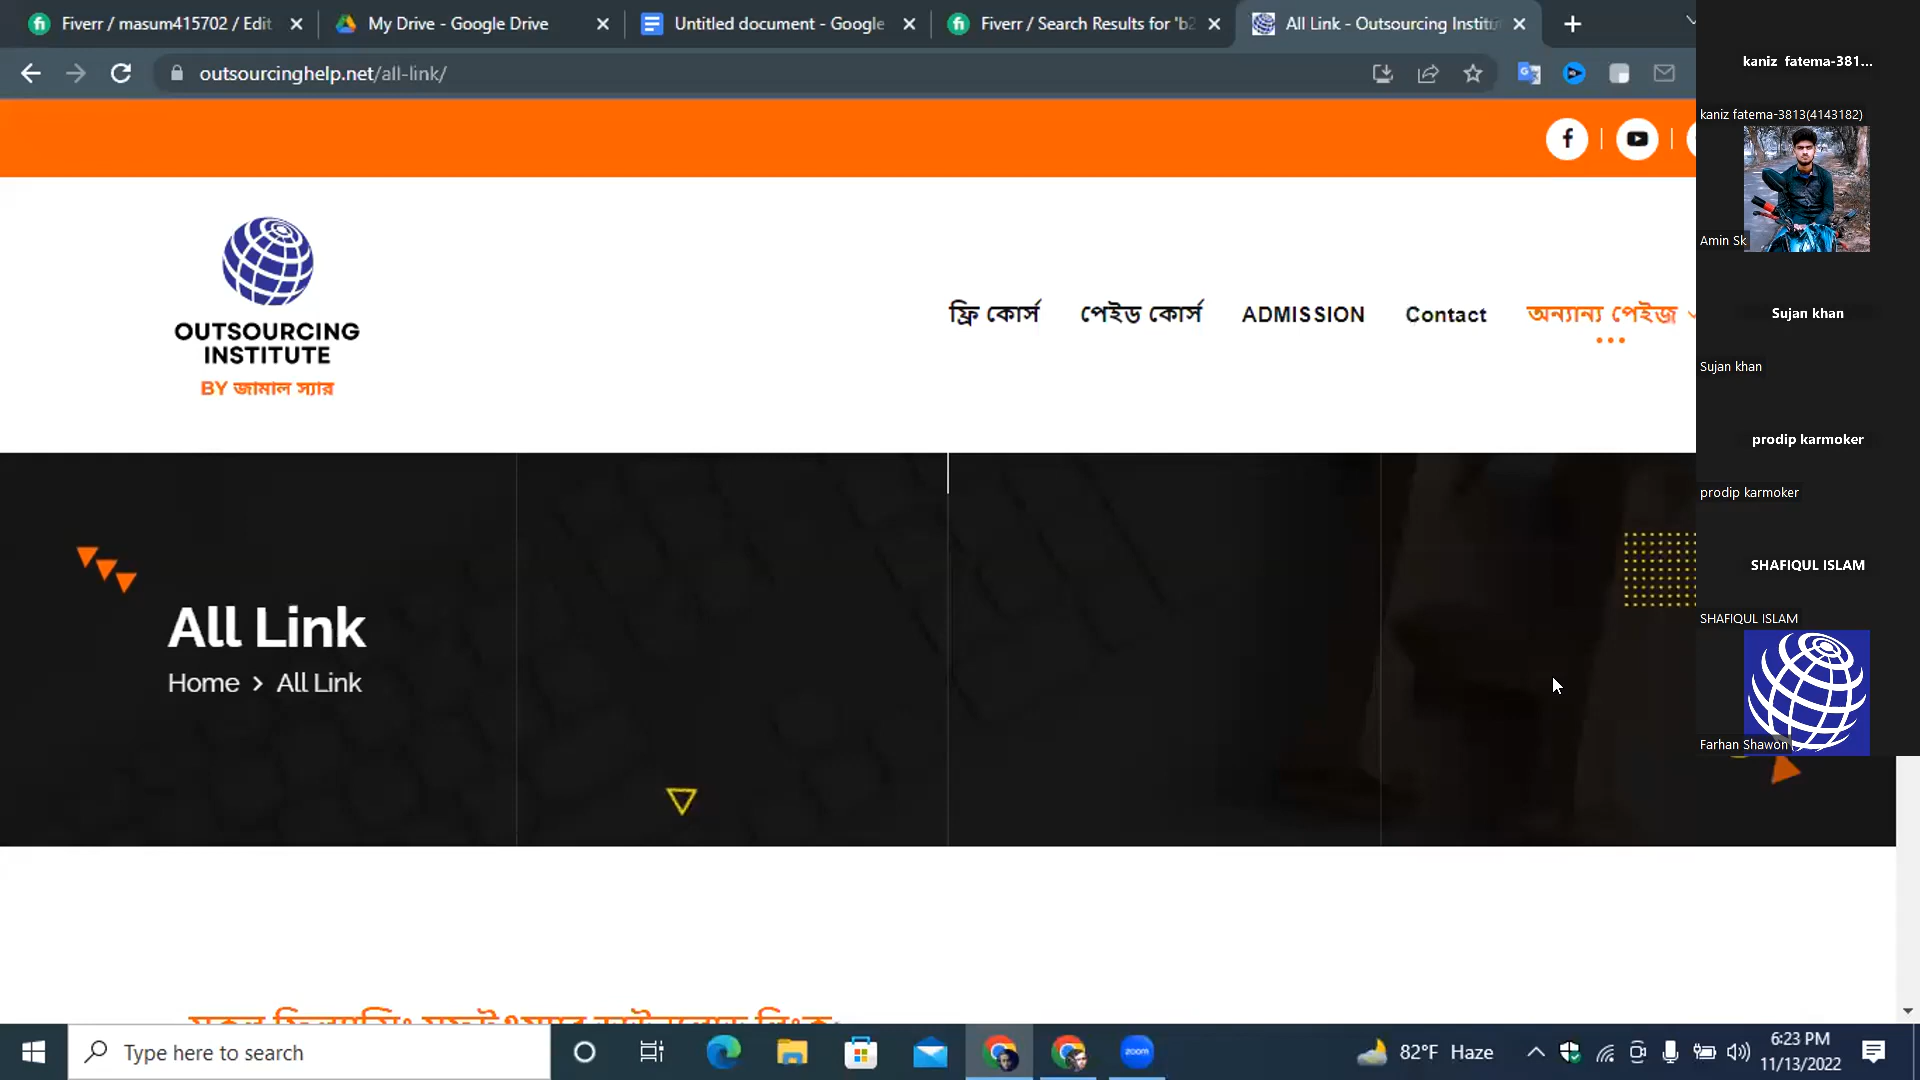 Fiverr / masum415702 / Edit
My Drive - Google Drive
Untitled document - Google
Fiverr / Search Results for 'b2
All Link - Outsourcing Institu
outsourcinghelp.net/all-link/
kaniz fatema-381...
kaniz fatema-3813(4143182)
Amin Sk
OUTSOURCING
INSTITUTE
BY জামাল স্যার
ফ্রি কোর্স
পেইড কোর্স
ADMISSION
Contact
অন্যান্য পেইজ
Sujan khan
Sujan khan
prodip karmoker
prodip karmoker
SHAFIQUL ISLAM
SHAFIQUL ISLAM
Farhan Shawon
All Link
Home > All Link
Type here to search
zoom
82°F Haze
6:23 PM
11/13/2022